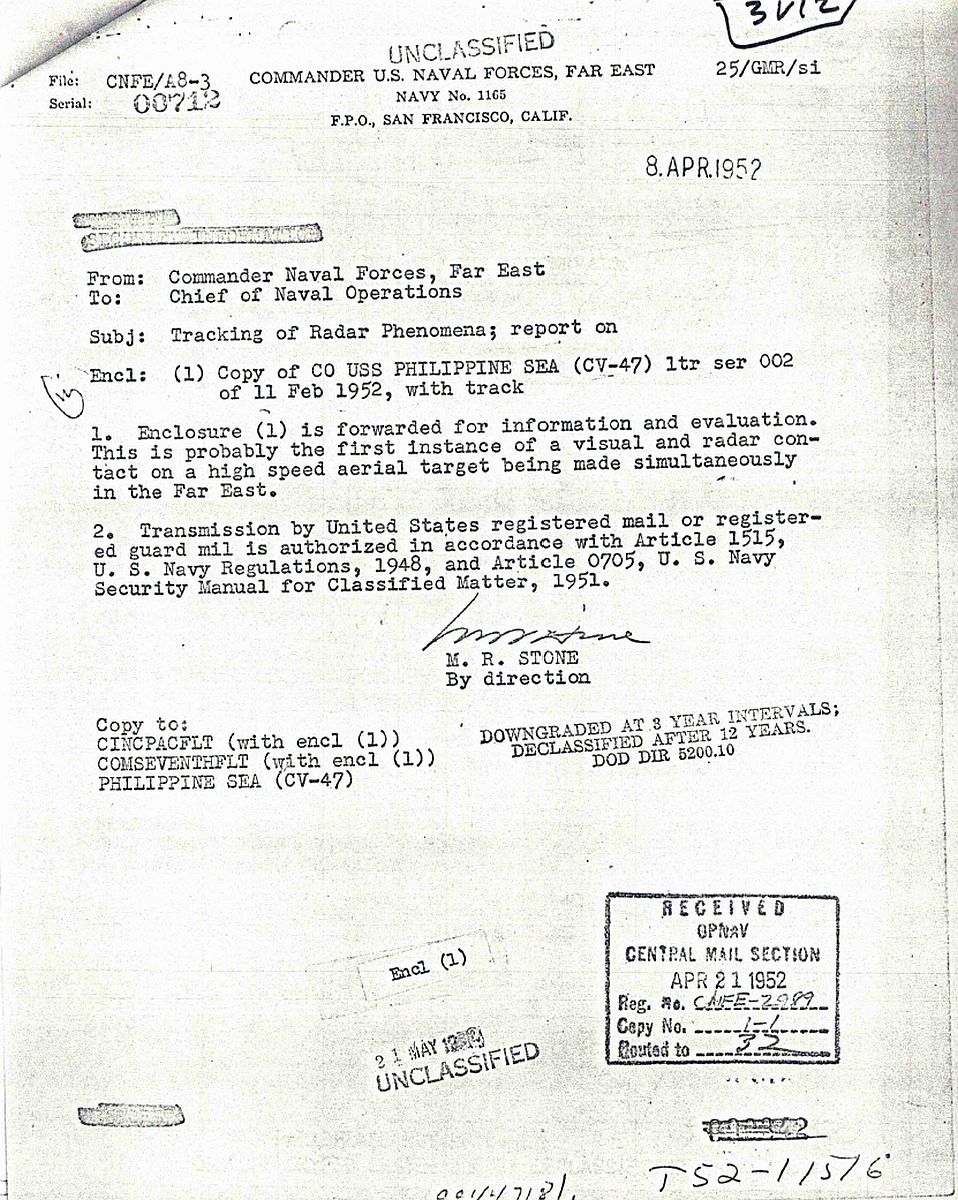 3V12
UNCLASSIFIED
File: CNFE/A8-3
COMMANDER U.S. NAVAL FORCES, FAR EAST
25/GMR/si
Serial: 00712
NAVY No. 1165
F.P.O., SAN FRANCISCO, CALIF.
8.APR.1952
From: Commander Naval Forces, Far East
To: Chief of Naval Operations
Subj: Tracking of Radar Phenomena; report on
Encl: (1) Copy of CO USS PHILIPPINE SEA (CV-47) ltr ser 002
of 11 Feb 1952, with track
1. Enclosure (1) is forwarded for information and evaluation.
This is probably the first instance of a visual and radar con-
tact on a high speed aerial target being made simultaneously
in the Far East.
2. Transmission by United States registered mail or register-
ed guard mil is authorized in accordance with Article 1515,
U. S. Navy Regulations, 1948, and Article 0705, U. S. Navy
Security Manual for Classified Matter, 1951.
M. R. STONE
By direction
Copy to:
CINCPACFLT (with encl (1))
COMSEVENTHFLT (with encl (1))
PHILIPPINE SEA (CV-47)
DOWNGRADED AT 3 YEAR INTERVALS;
DECLASSIFIED AFTER 12 YEARS.
DOD DIR 5200.10
RECEIVED
OPNAV
CENTRAL MAIL SECTION
APR 21 1952
Reg. No. CNFE-2989
Copy No. 1-1
Routed to 32
Encl (1)
21 MAY
UNCLASSIFIED
T52-11516